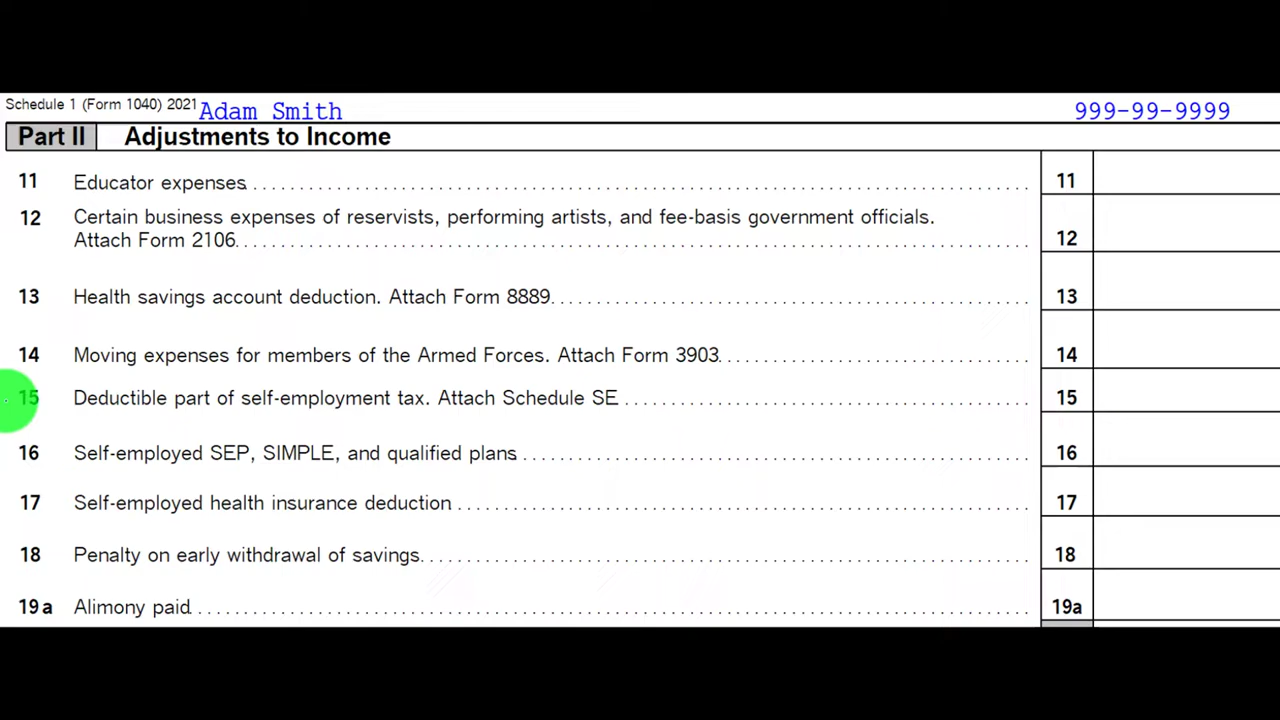 Schedule 1 (Form 1040) 2021 Adam Smith 999-99-9999
Part II Adjustments to Income
11 Educator expenses 11
12 Certain business expenses of reservists, performing artists, and fee-basis government officials.
Attach Form 2106 12
13 Health savings account deduction. Attach Form 8889 13
14 Moving expenses for members of the Armed Forces. Attach Form 3903 14
15 Deductible part of self-employment tax. Attach Schedule SE 15
16 Self-employed SEP, SIMPLE, and qualified plans 16
17 Self-employed health insurance deduction 17
18 Penalty on early withdrawal of savings 18
19a Alimony paid 19a